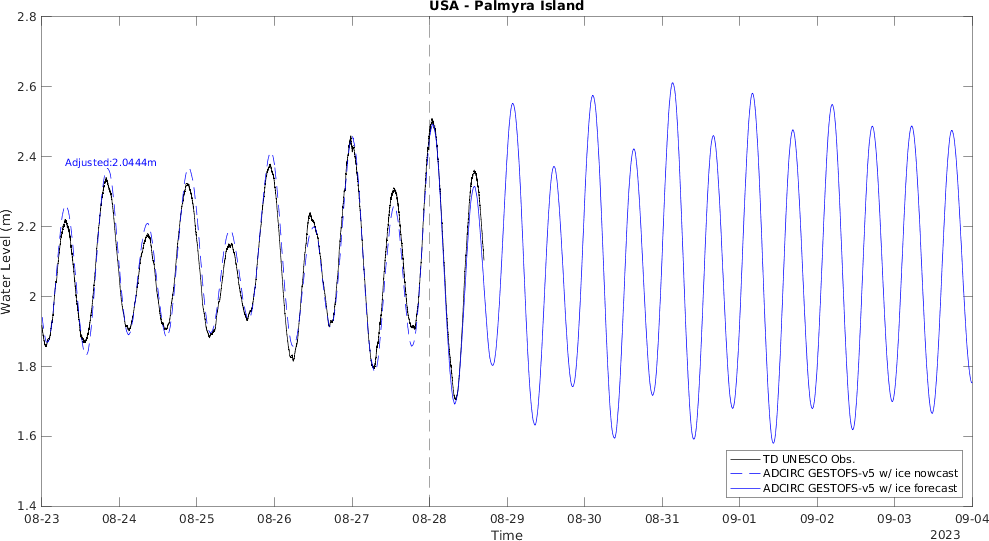 USA - Palmyra Island
2.8
2.6
2.4
2.2
2
1.8
1.6
1.4
Water Level (m)
Adjusted:2.0444m
TD UNESCO Obs.
ADCIRC GESTOFS-v5 w/ ice nowcast
ADCIRC GESTOFS-v5 w/ ice forecast
08-23 08-24 08-25 08-26 08-27 08-28 08-29 08-30 08-31 09-01 09-02 09-03 09-04
Time
2023